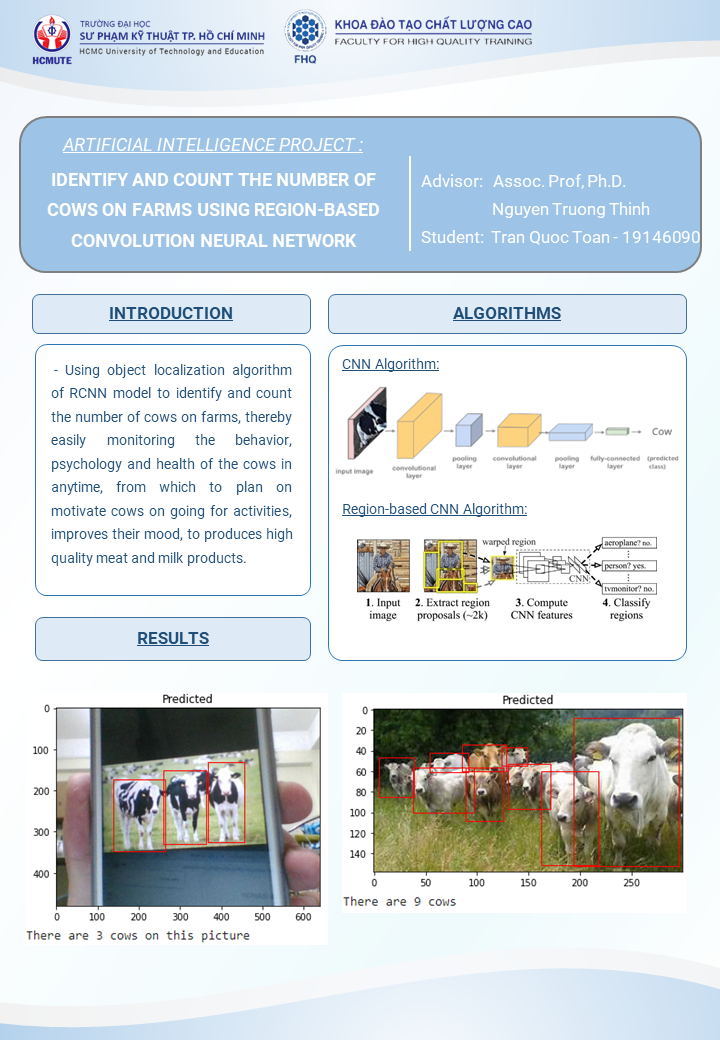 TRƯỜNG ĐẠI HỌC
SƯ PHẠM KỸ THUẬT TP. HỒ CHÍ MINH
HCMC University of Technology and Education
HCMUTE
FHQ
KHOA ĐÀO TẠO CHẤT LƯỢNG CAO
FACULTY FOR HIGH QUALITY TRAINING
ARTIFICIAL INTELLIGENCE PROJECT :
IDENTIFY AND COUNT THE NUMBER OF
COWS ON FARMS USING REGION-BASED
CONVOLUTION NEURAL NETWORK
Advisor: Assoc. Prof, Ph.D.
Nguyen Truong Thinh
Student: Tran Quoc Toan - 19146090
INTRODUCTION
- Using object localization algorithm
of RCNN model to identify and count
the number of cows on farms, thereby
easily monitoring the behavior,
psychology and health of the cows in
anytime, from which to plan on
motivate cows on going for activities,
improves their mood, to produces high
quality meat and milk products.
ALGORITHMS
CNN Algorithm:
input image
convolutional
layer
pooling
layer
convolutional
layer
pooling
layer
fully-connected
layer
Cow
(predicted
class)
Region-based CNN Algorithm:
warped region
CNN
aeroplane? no.
person? yes.
tvmonitor? no.
1. Input
image
2. Extract region
proposals (~2k)
3. Compute
CNN features
4. Classify
regions
RESULTS
Predicted
0
100
200
300
400
0 100 200 300 400 500 600
There are 3 cows on this picture
Predicted
0
20
40
60
80
100
120
140
0 50 100 150 200 250
There are 9 cows